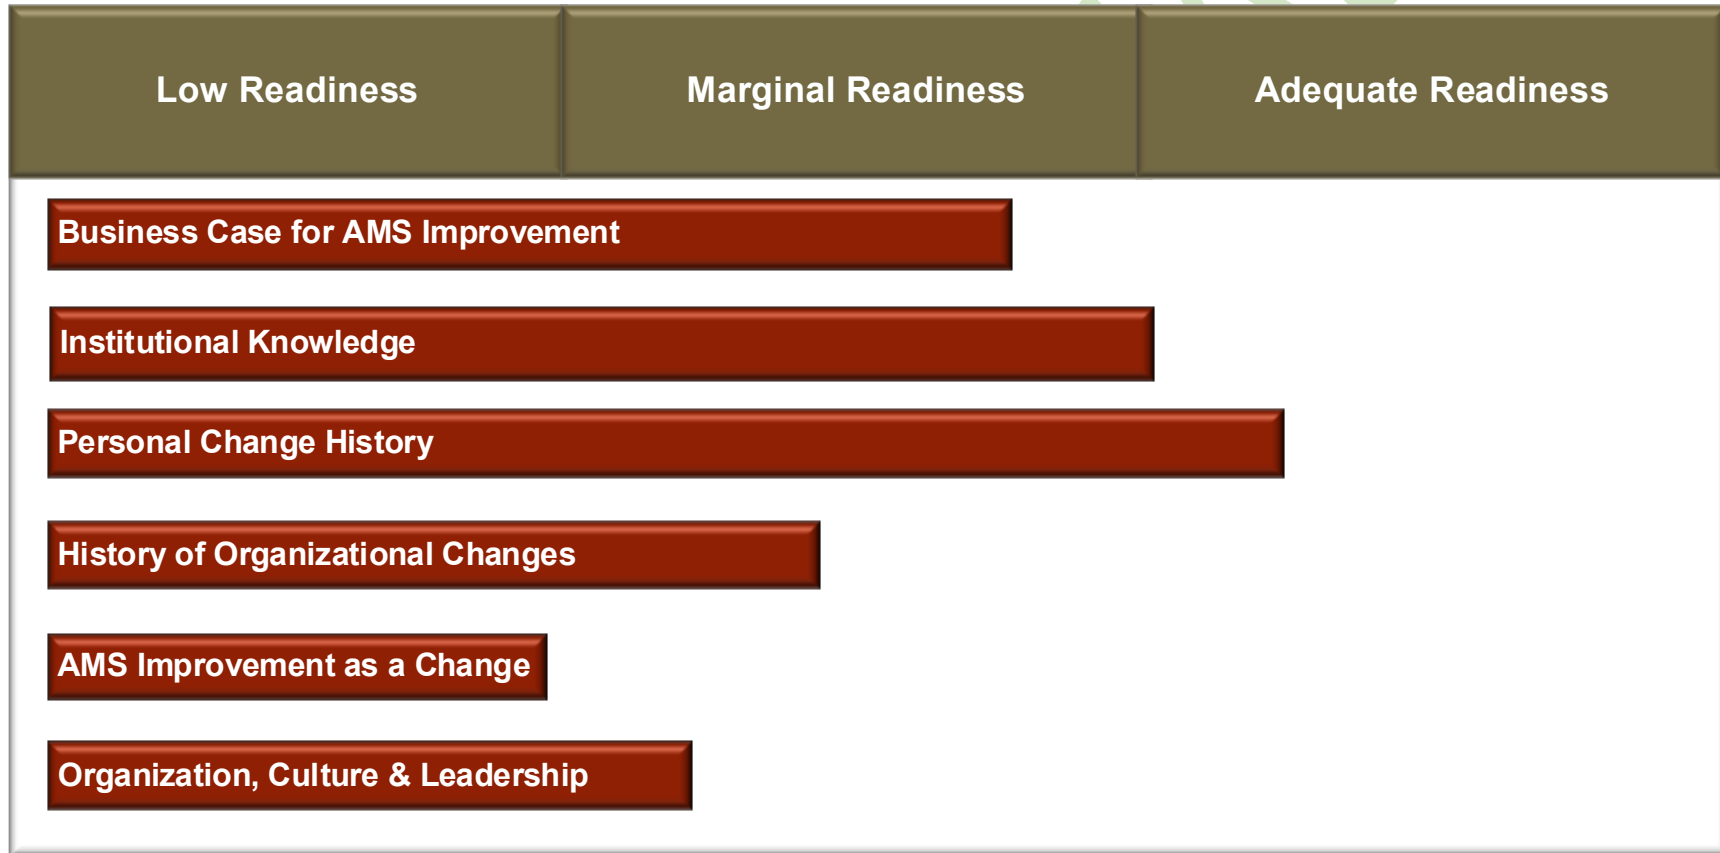 Low Readiness
Marginal Readiness
Adequate Readiness
Business Case for AMS Improvement
Institutional Knowledge
Personal Change History
History of Organizational Changes
AMS Improvement as a Change
Organization, Culture & Leadership